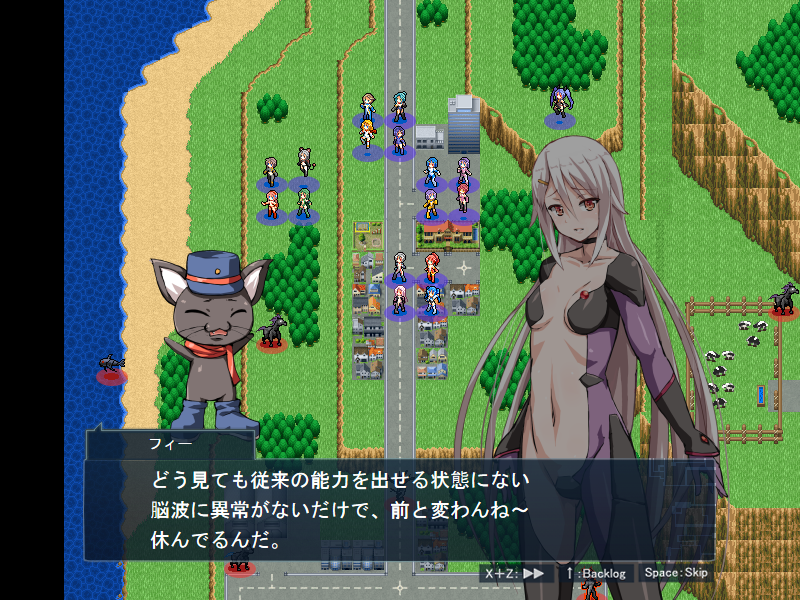 フィー
どう見ても従来の能力を出せる状態にない
脳波に異常がないだけで、前と変わんね～
休んでるんだ。
X+Z:▶▶ ↑:Backlog Space:Skip